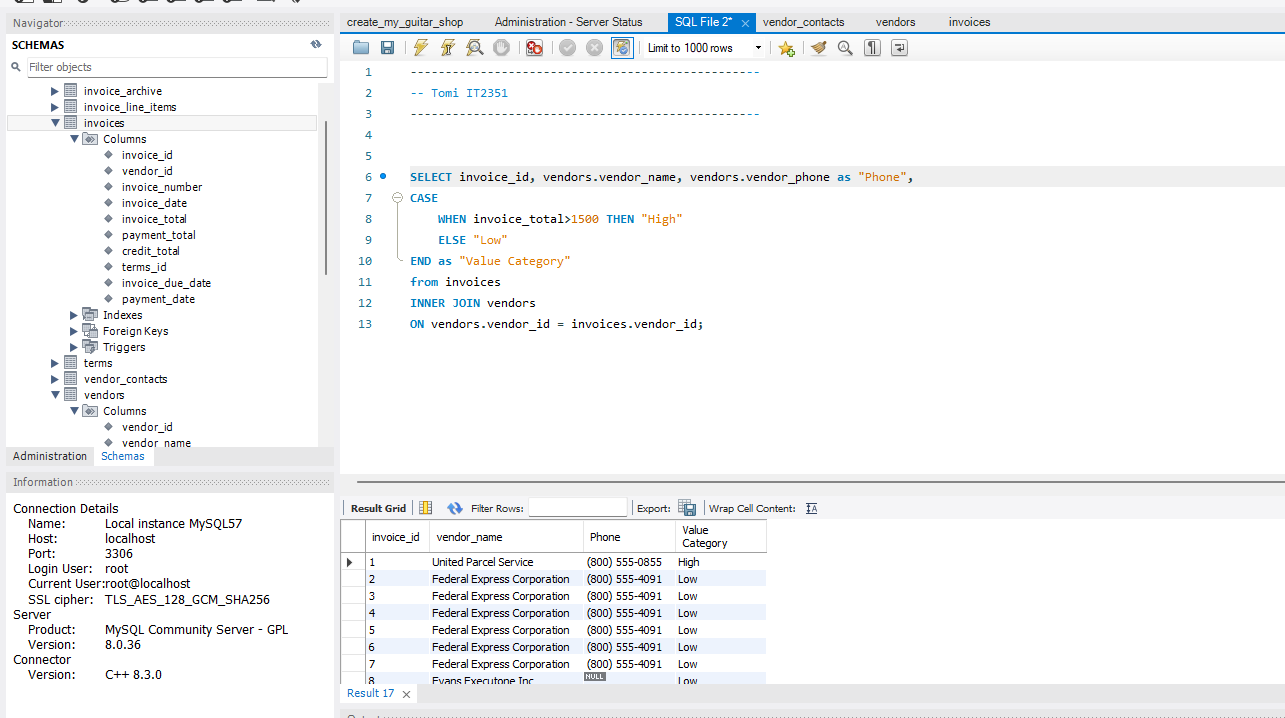 Navigator
SCHEMAS
Filter objects
invoice_archive
invoice_line_items
invoices
Columns
invoice_id
vendor_id
invoice_number
invoice_date
invoice_total
payment_total
credit_total
terms_id
invoice_due_date
payment_date
Indexes
Foreign Keys
Triggers
terms
vendor_contacts
vendors
Columns
vendor_id
vendor_name
Administration Schemas
Information
Connection Details
Name: Local instance MySQL57
Host: localhost
Port: 3306
Login User: root
Current User:root@localhost
SSL cipher: TLS_AES_128_GCM_SHA256
Server
Product: MySQL Community Server - GPL
Version: 8.0.36
Connector
Version: C++ 8.3.0
create_my_guitar_shop Administration - Server Status SQL File 2* vendor_contacts vendors invoices
Limit to 1000 rows
1 --------------------------------------------------
2 -- Tomi IT2351
3 --------------------------------------------------
4
5
6 SELECT invoice_id, vendors.vendor_name, vendors.vendor_phone as "Phone",
7 CASE
8 WHEN invoice_total>1500 THEN "High"
9 ELSE "Low"
10 END as "Value Category"
11 from invoices
12 INNER JOIN vendors
13 ON vendors.vendor_id = invoices.vendor_id;
Result Grid Filter Rows: Export: Wrap Cell Content:
invoice_id vendor_name Phone Value Category
1 United Parcel Service (800) 555-0855 High
2 Federal Express Corporation (800) 555-4091 Low
3 Federal Express Corporation (800) 555-4091 Low
4 Federal Express Corporation (800) 555-4091 Low
5 Federal Express Corporation (800) 555-4091 Low
6 Federal Express Corporation (800) 555-4091 Low
7 Federal Express Corporation (800) 555-4091 Low
8 Evans Executone Inc NULL Low
Result 17